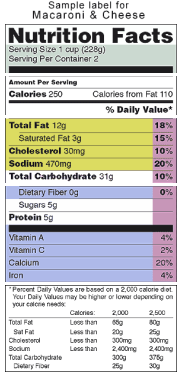 Sample label for
Macaroni & Cheese
Nutrition Facts
Serving Size 1 cup (228g)
Serving Per Container 2
Amount Per Serving
Calories 250 Calories from Fat 110
% Daily Value*
Total Fat 12g 18%
Saturated Fat 3g 15%
Cholesterol 30mg 10%
Sodium 470mg 20%
Total Carbohydrate 31g 10%
Dietary Fiber 0g 0%
Sugars 5g
Protein 5g
Vitamin A 4%
Vitamin C 2%
Calcium 20%
Iron 4%
* Percent Daily Values are based on a 2,000 calorie diet.
Your Daily Values may be higher or lower depending on
your calorie needs:
Calories: 2,000 2,500
Total Fat Less than 65g 80g
Sat Fat Less than 20g 25g
Cholesterol Less than 300mg 300mg
Sodium Less than 2,400mg 2,400mg
Total Carbohydrate 300g 375g
Dietary Fiber 25g 30g